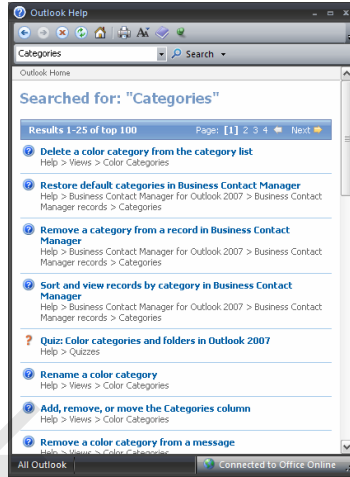 Outlook Help
Categories
Search
Outlook Home
Searched for: "Categories"
Results 1-25 of top 100 Page: [1] 2 3 4 Next
Delete a color category from the category list
Help > Views > Color Categories
Restore default categories in Business Contact Manager
Help > Business Contact Manager for Outlook 2007 > Business Contact
Manager records > Categories
Remove a category from a record in Business Contact
Manager
Help > Business Contact Manager for Outlook 2007 > Business Contact
Manager records > Categories
Sort and view records by category in Business Contact
Manager
Help > Business Contact Manager for Outlook 2007 > Business Contact
Manager records > Categories
Quiz: Color categories and folders in Outlook 2007
Help > Quizzes
Rename a color category
Help > Views > Color Categories
Add, remove, or move the Categories column
Help > Views > Color Categories
Remove a color category from a message
Help > Views > Color Categories
All Outlook Connected to Office Online